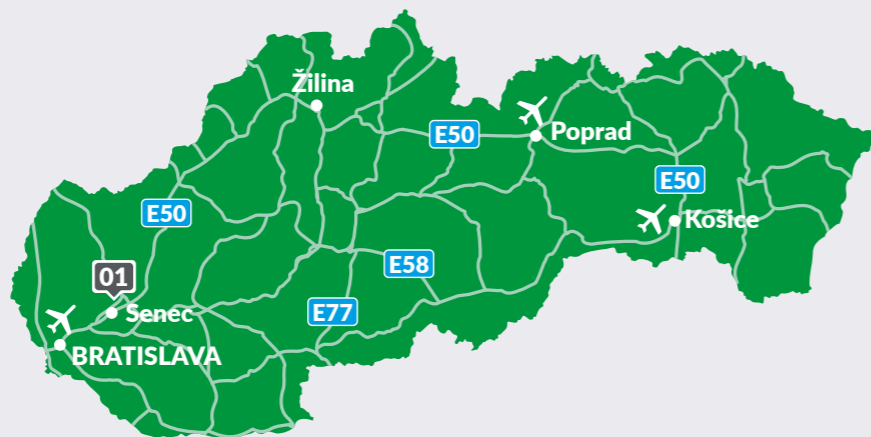 Žilina
E50
Poprad
E50
E50
Košice
E58
01
Senec
E77
BRATISLAVA